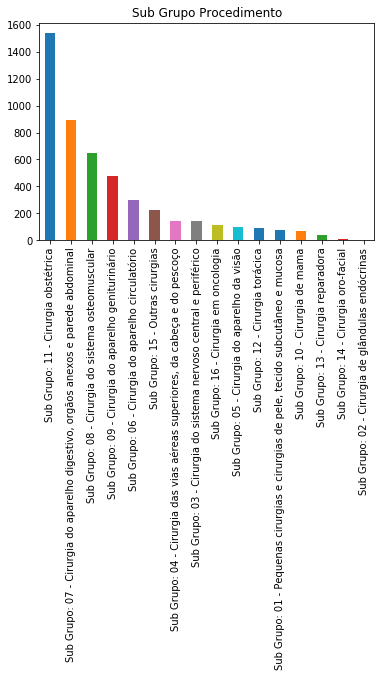 Sub Grupo Procedimento
1600
1400
1200
1000
800
600
400
200
0
Sub Grupo: 11 - Cirurgia obstétrica
Sub Grupo: 07 - Cirurgia do aparelho digestivo, orgãos anexos e parede abdominal
Sub Grupo: 08 - Cirurgia do sistema osteomuscular
Sub Grupo: 09 - Cirurgia do aparelho geniturinário
Sub Grupo: 06 - Cirurgia do aparelho circulatório
Sub Grupo: 15 - Outras cirurgias
Sub Grupo: 04 - Cirurgia das vias aéreas superiores, da cabeça e do pescoço
Sub Grupo: 03 - Cirurgia do sistema nervoso central e periférico
Sub Grupo: 16 - Cirurgia em oncologia
Sub Grupo: 05 - Cirurgia do aparelho da visão
Sub Grupo: 12 - Cirurgia torácica
Sub Grupo: 01 - Pequenas cirurgias e cirurgias de pele, tecido subcutâneo e mucosa
Sub Grupo: 10 - Cirurgia de mama
Sub Grupo: 13 - Cirurgia reparadora
Sub Grupo: 14 - Cirurgia oro-facial
Sub Grupo: 02 - Cirurgia de glândulas endócrinas